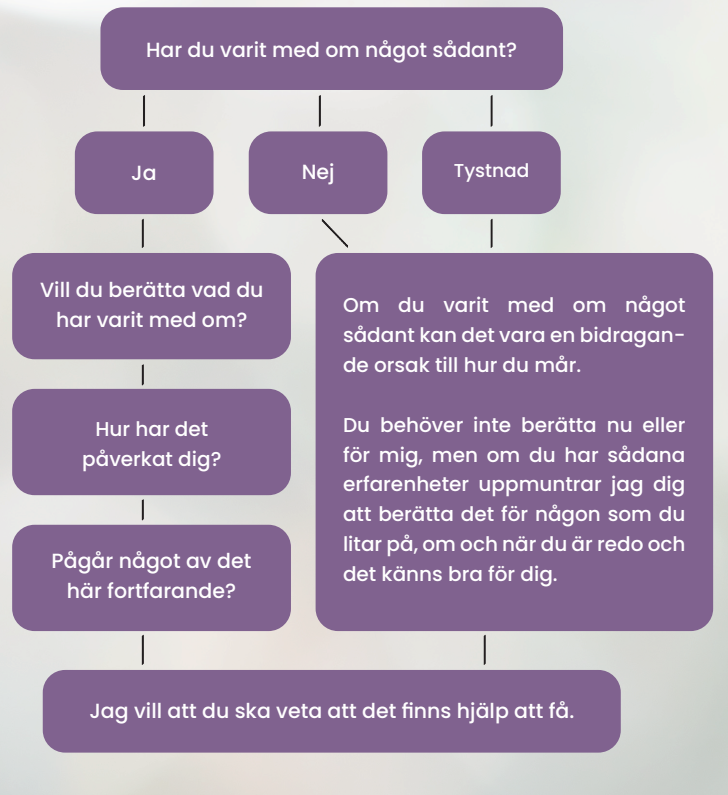 Har du varit med om något sådant?
Ja
Nej
Tystnad
Vill du berätta vad du
har varit med om?
Hur har det
påverkat dig?
Pågår något av det
här fortfarande?
Om du varit med om något
sådant kan det vara en bidragan-
de orsak till hur du mår.
Du behöver inte berätta nu eller
för mig, men om du har sådana
erfarenheter uppmuntrar jag dig
att berätta det för någon som du
litar på, om och när du är redo och
det känns bra för dig.
Jag vill att du ska veta att det finns hjälp att få.